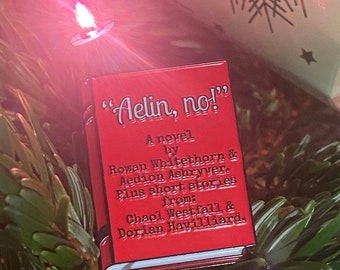 “Aelin, no!”
A novel
by
Rowan Whitethorn &
Aedion Ashryver.
Plus short stories
from:
Chaol Westfall &
Dorian Havilliard.